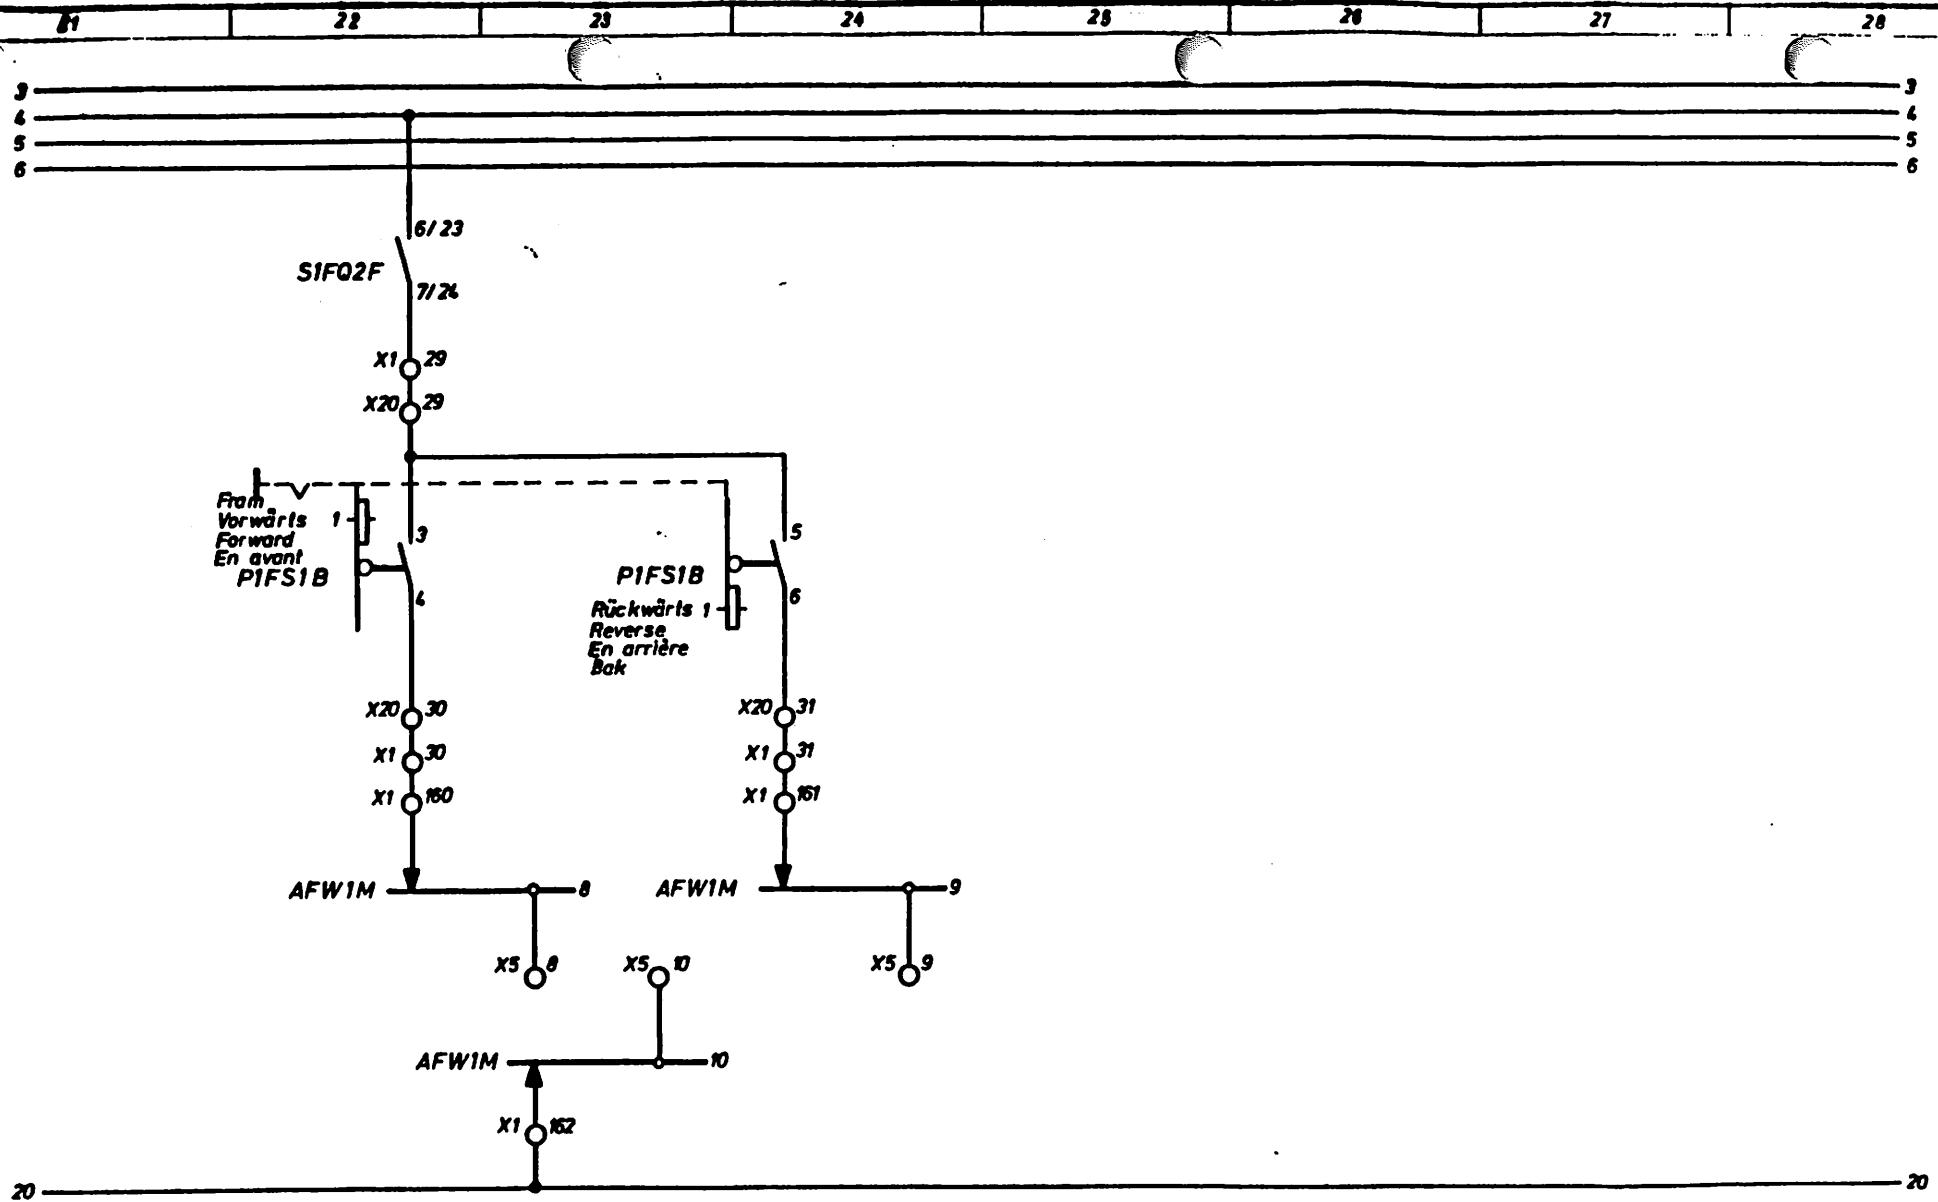 21 22 23 24 25 26 27 28
3 3
4 4
5 5
6 6
6/23
S1FQ2F
7/24
X1 29
X20 29
Fram
Vorwärts 1
Forward
En avant
P1FS1B
3
4
5
P1FS1B
6
Rückwärts 1
Reverse
En arrière
Bak
X20 30
X20 31
X1 30
X1 31
X1 160
X1 161
AFW1M 8
AFW1M 9
X5 8
X5 10
X5 9
AFW1M 10
X1 162
20 20